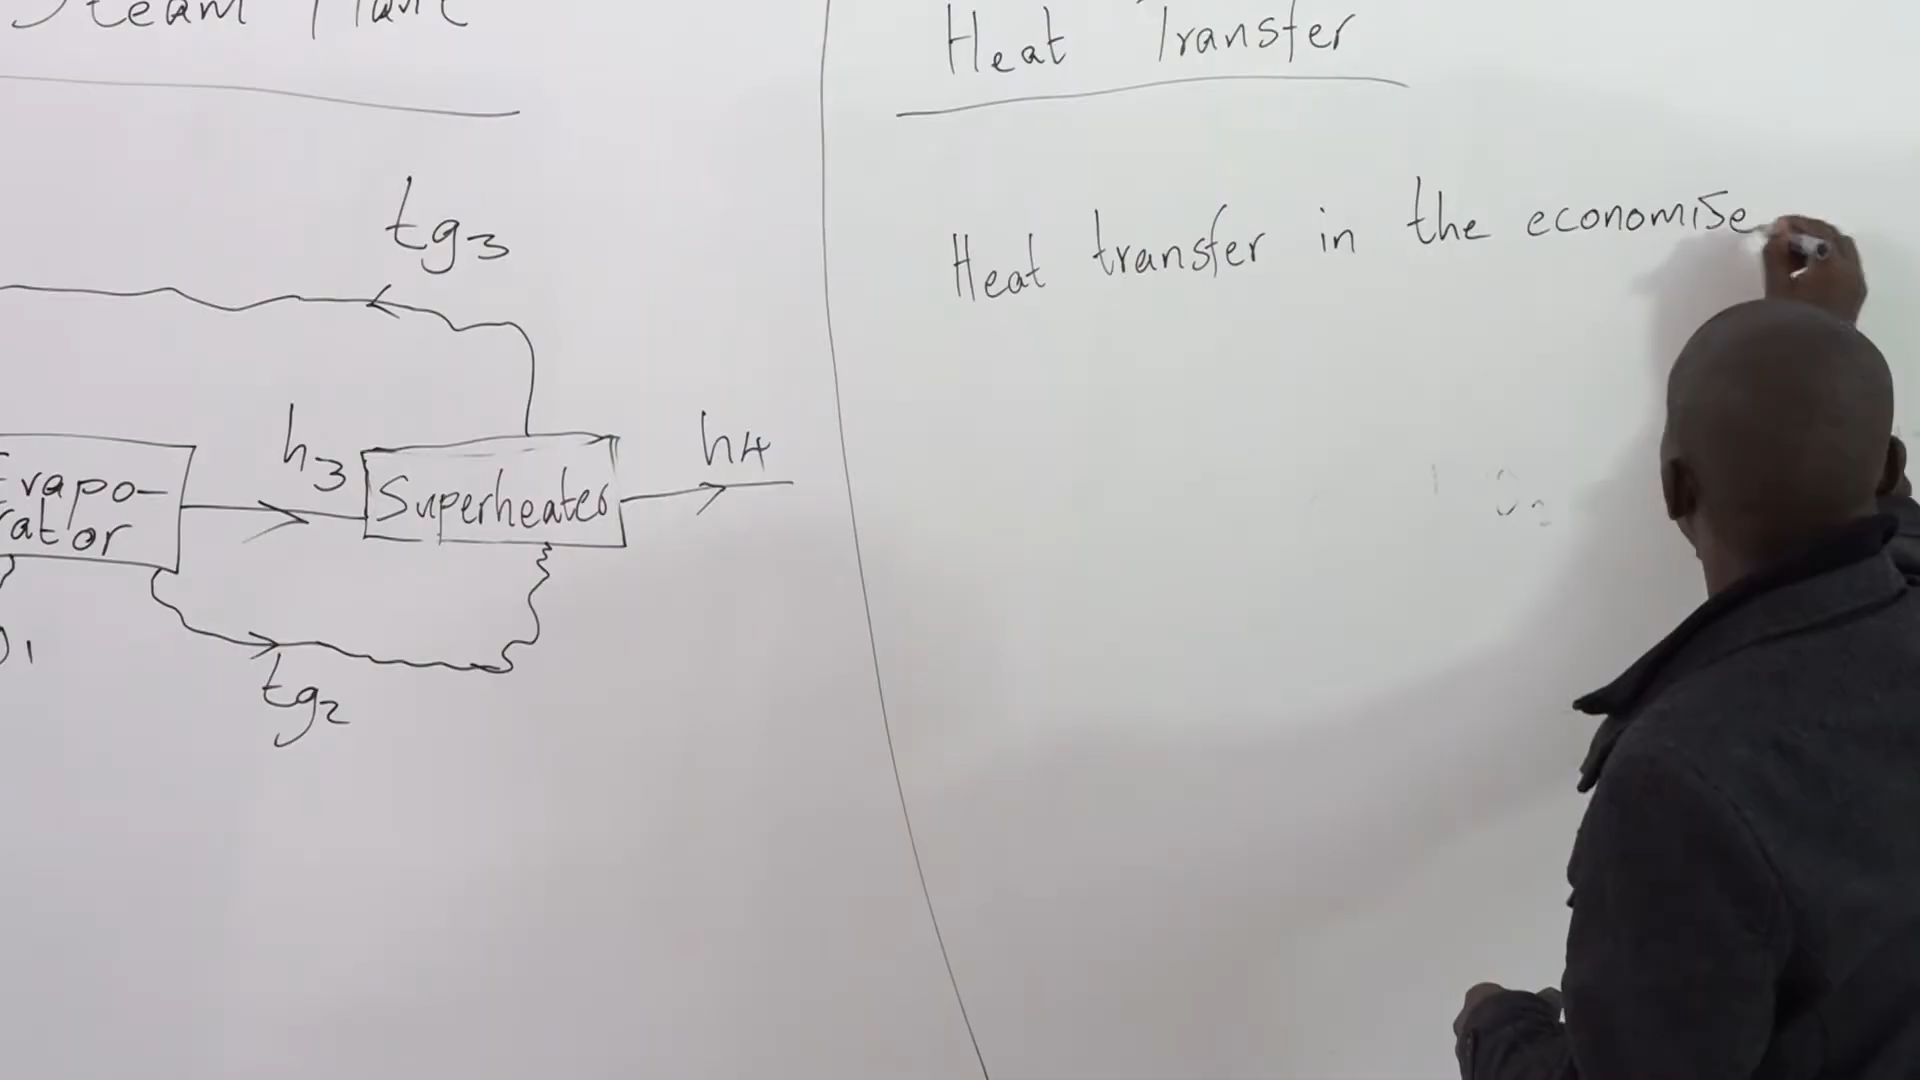 Steam Plant
tg3
Evapo-
rator
h3
Superheater
h4
tg2
Heat Transfer
Heat transfer in the economise